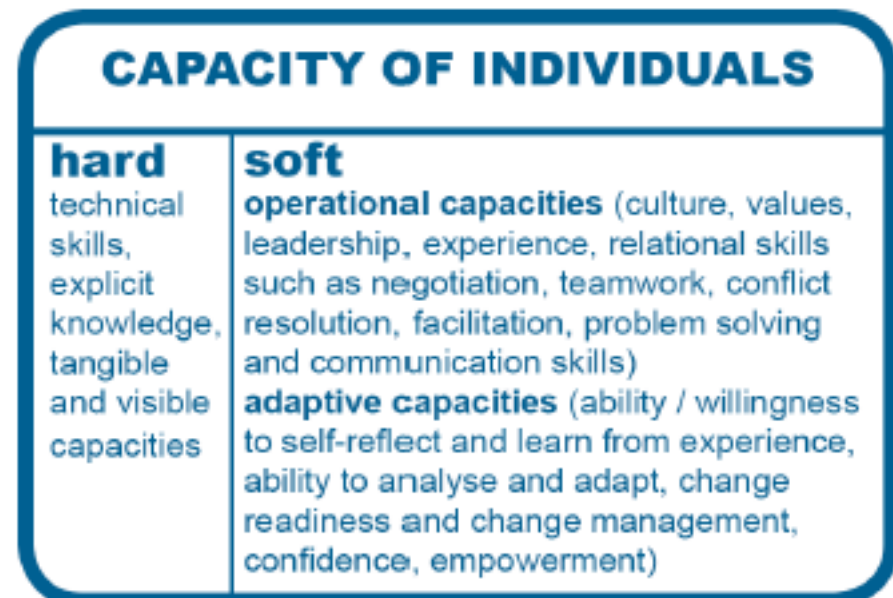 CAPACITY OF INDIVIDUALS
hard
technical
skills,
explicit
knowledge,
tangible
and visible
capacities
soft
operational capacities (culture, values,
leadership, experience, relational skills
such as negotiation, teamwork, conflict
resolution, facilitation, problem solving
and communication skills)
adaptive capacities (ability / willingness
to self-reflect and learn from experience,
ability to analyse and adapt, change
readiness and change management,
confidence, empowerment)